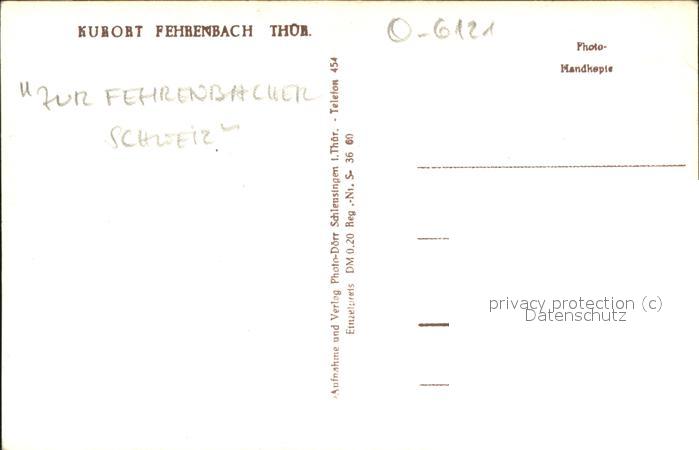 KURORT FEHRENBACH THÜR.
O-6121
Photo-
Handkopie
"ZUR FEHRENBACHER
SCHWEIZ"
Aufnahme und Verlag Photo-Dörr Schleusingen i.Thür. - Telefon 454
Einzelpreis DM 0.20 Reg.-Nr. S- 36 60
privacy protection (c)
Datenschutz